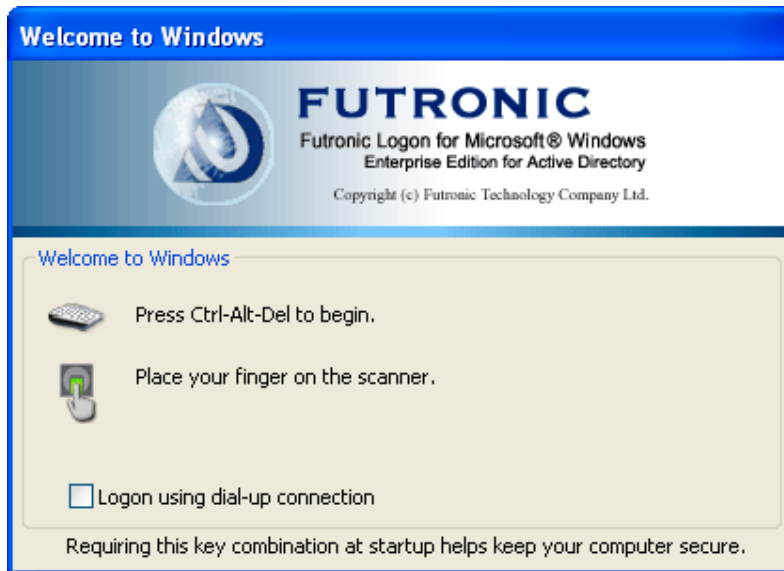 Welcome to Windows
FUTRONIC
Futronic Logon for Microsoft® Windows
Enterprise Edition for Active Directory
Copyright (c) Futronic Technology Company Ltd.
Welcome to Windows
Press Ctrl-Alt-Del to begin.
Place your finger on the scanner.
Logon using dial-up connection
Requiring this key combination at startup helps keep your computer secure.